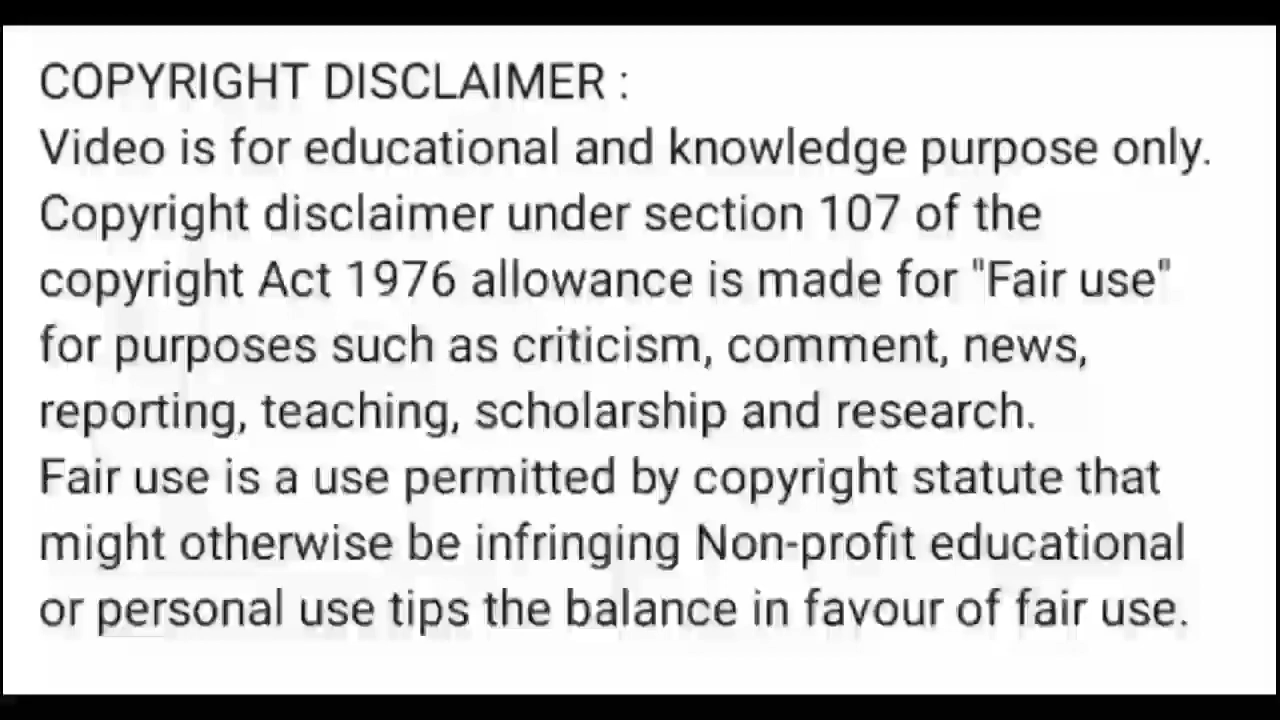 COPYRIGHT DISCLAIMER :
Video is for educational and knowledge purpose only.
Copyright disclaimer under section 107 of the
copyright Act 1976 allowance is made for "Fair use"
for purposes such as criticism, comment, news,
reporting, teaching, scholarship and research.
Fair use is a use permitted by copyright statute that
might otherwise be infringing Non-profit educational
or personal use tips the balance in favour of fair use.